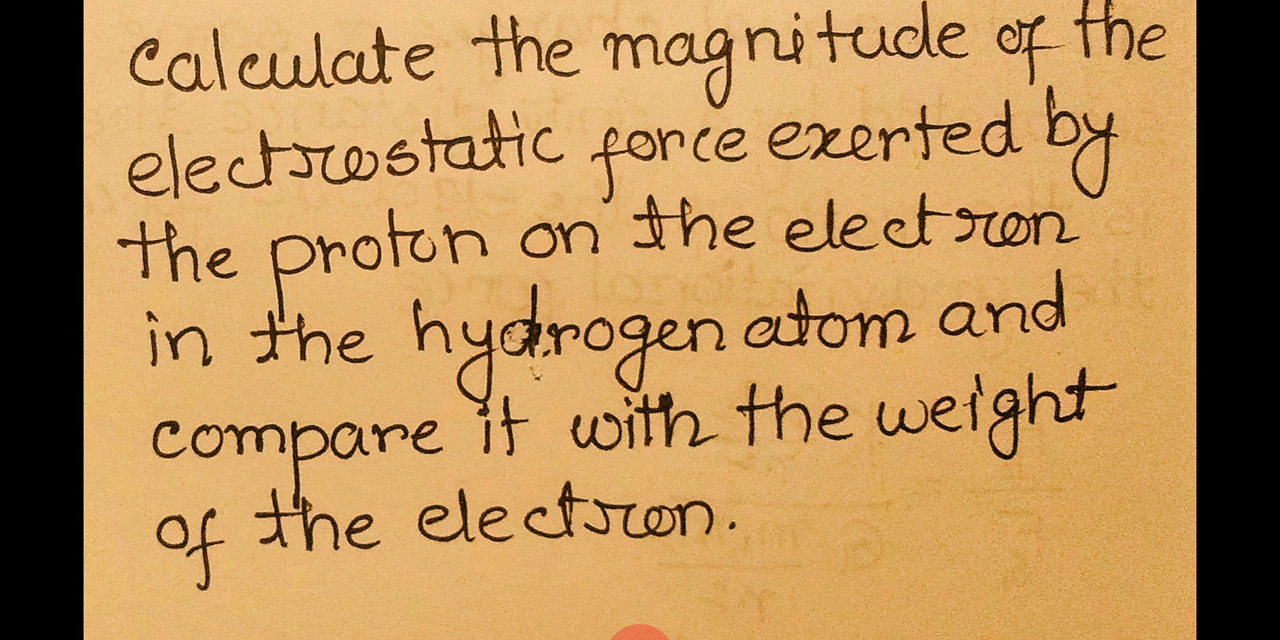 calculate the magnitude of the
electrostatic force exerted by
the proton on the electron
in the hydrogen atom and
compare it with the weight
of the electron.